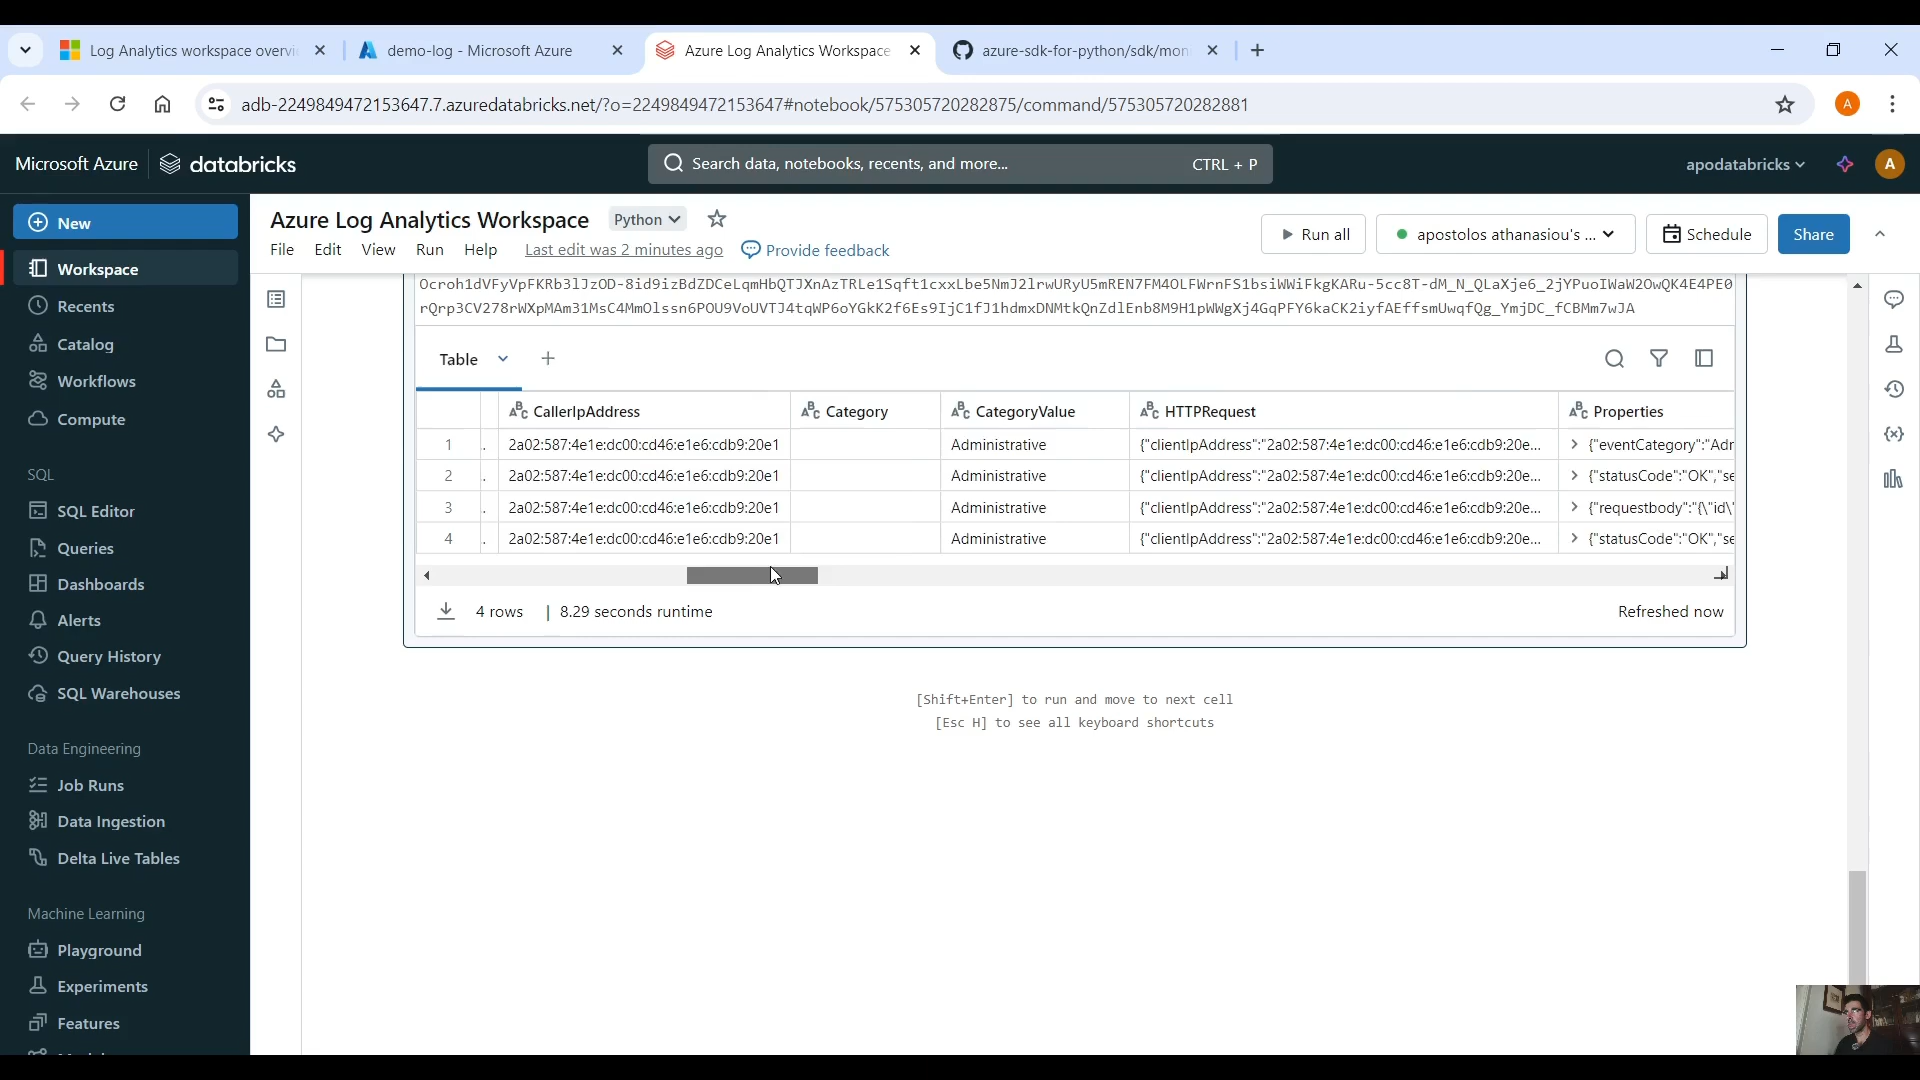 Log Analytics workspace overvi
demo-log - Microsoft Azure
Azure Log Analytics Workspace
azure-sdk-for-python/sdk/mon
adb-2249849472153647.7.azuredatabricks.net/?o=2249849472153647#notebook/575305720282875/command/575305720282881
A
Microsoft Azure
databricks
Search data, notebooks, recents, and more...
CTRL + P
apodatabricks
A
New
Workspace
Recents
Catalog
Workflows
Compute
SQL
SQL Editor
Queries
Dashboards
Alerts
Query History
SQL Warehouses
Data Engineering
Job Runs
Data Ingestion
Delta Live Tables
Machine Learning
Playground
Experiments
Features
Azure Log Analytics Workspace
Python
File Edit View Run Help Last edit was 2 minutes ago Provide feedback
Run all
apostolos athanasiou's ...
Schedule
Share
Ocroh1dVFyVpFKRb3lJzOD-8id9izBdZDCeLqmHbQTJXnAzTRLe1Sqft1cxxLbe5NmJ2lrwURyU5mREN7FM4OLFWrnFS1bsiWWiFkgKARu-5cc8T-dM_N_QLaXje6_2jYPuoIWaW2OwQK4E4PE0
rQrp3CV278rWXpMAm31MsC4MmOlssn6POU9VoUVTJ4tqWP6oYGkK2f6Es9IjC1fJ1hdmxDNMtkQnZdlEnb8M9H1pWWgXj4GqPFY6kaCK2iyfAEffsmUwqfQg_YmjDC_fCBMm7wJA
Table
CallerIpAddress Category CategoryValue HTTPRequest Properties
1 . 2a02:587:4e1e:dc00:cd46:e1e6:cdb9:20e1 Administrative {"clientIpAddress":"2a02:587:4e1e:dc00:cd46:e1e6:cdb9:20e... > {"eventCategory":"Adr
2 . 2a02:587:4e1e:dc00:cd46:e1e6:cdb9:20e1 Administrative {"clientIpAddress":"2a02:587:4e1e:dc00:cd46:e1e6:cdb9:20e... > {"statusCode":"OK","se
3 . 2a02:587:4e1e:dc00:cd46:e1e6:cdb9:20e1 Administrative {"clientIpAddress":"2a02:587:4e1e:dc00:cd46:e1e6:cdb9:20e... > {"requestbody":"{\"id\"
4 . 2a02:587:4e1e:dc00:cd46:e1e6:cdb9:20e1 Administrative {"clientIpAddress":"2a02:587:4e1e:dc00:cd46:e1e6:cdb9:20e... > {"statusCode":"OK","se
4 rows | 8.29 seconds runtime
Refreshed now
[Shift+Enter] to run and move to next cell
[Esc H] to see all keyboard shortcuts